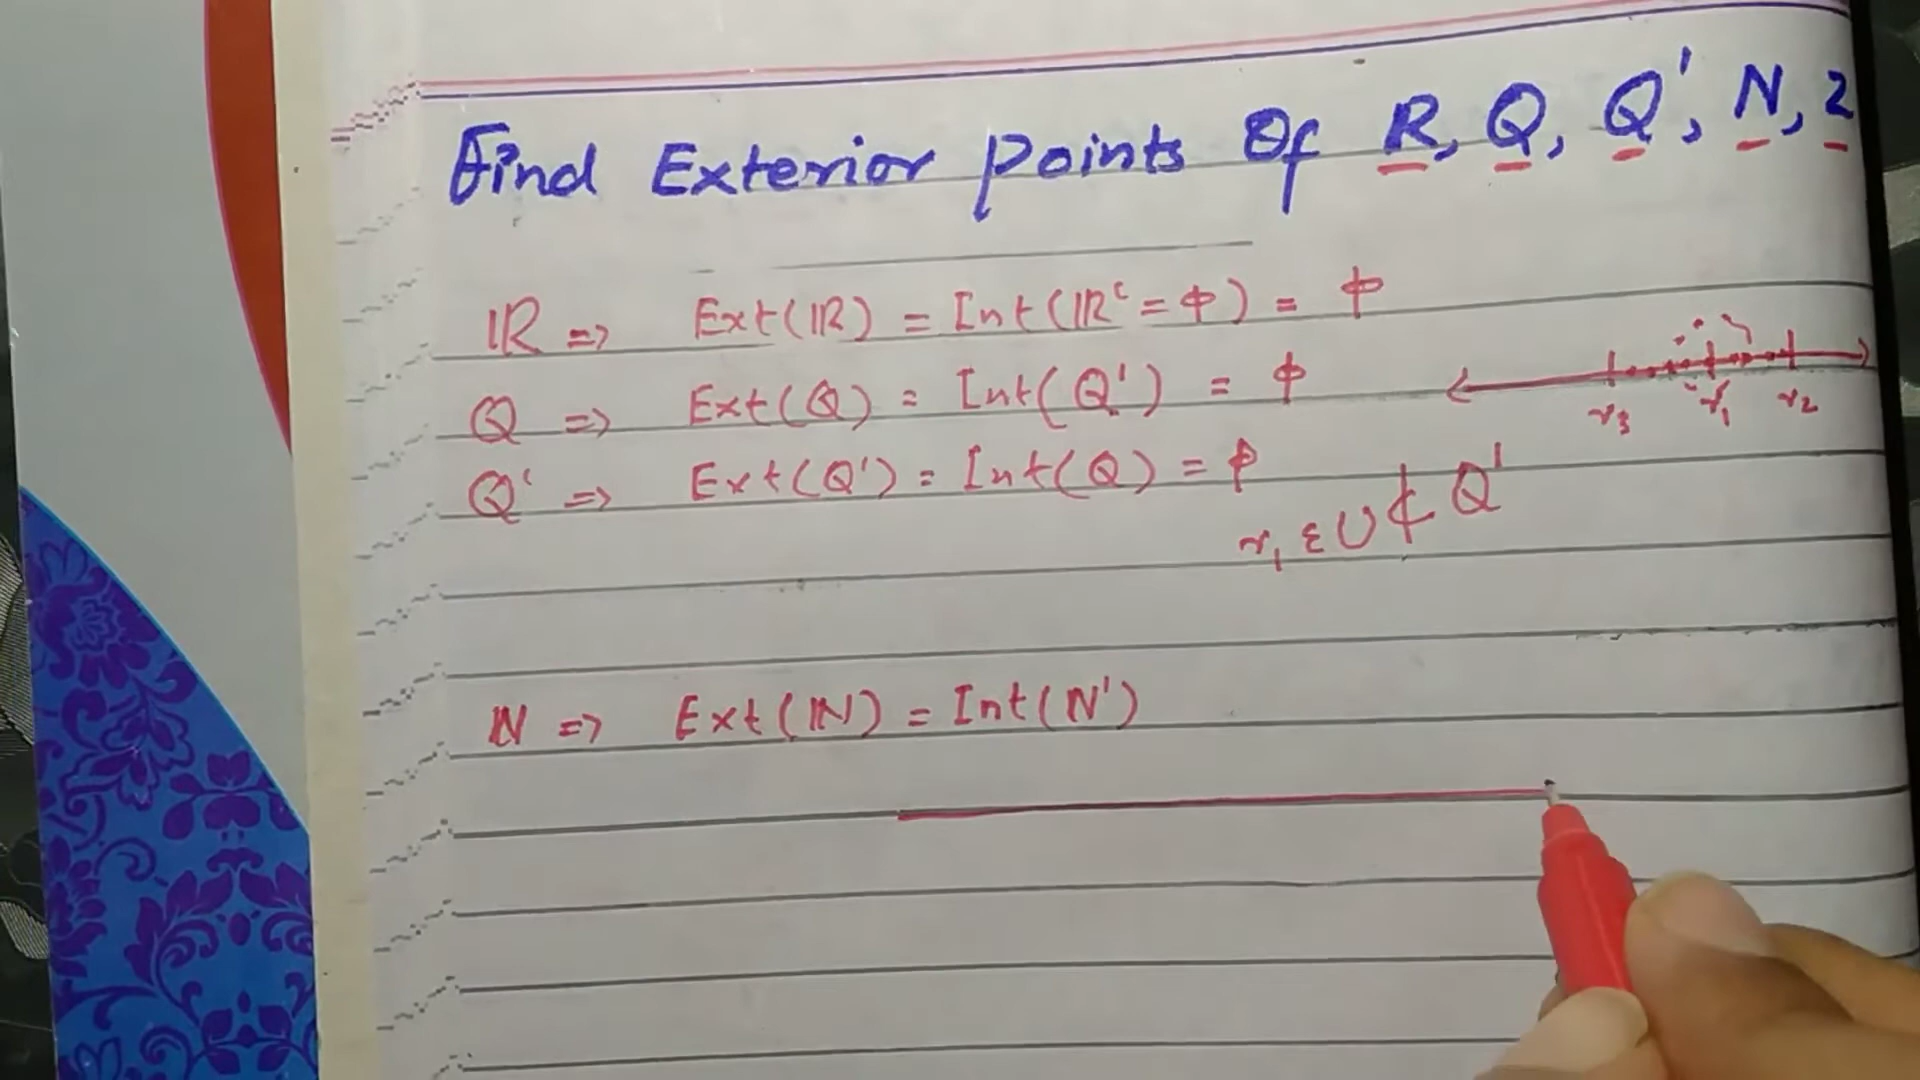 Find Exterior points Of R, Q, Q', N, Z
ℝ => Ext(ℝ) = Int(ℝᶜ = ϕ) = ϕ
Q => Ext(Q) = Int(Q') = ϕ
r₃ r₁ r₂
Q' => Ext(Q') = Int(Q) = ϕ
r₁ ε U ⊄ Q'
ℕ => Ext(ℕ) = Int(ℕ')